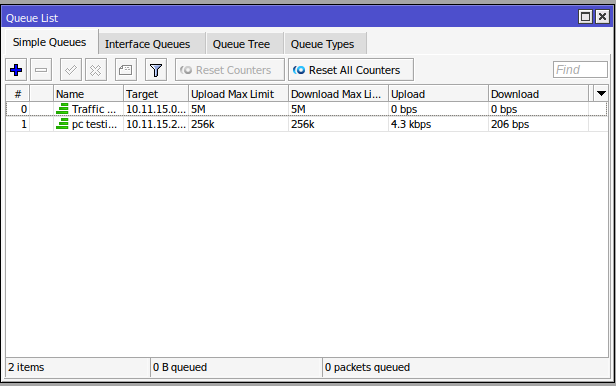 Queue List
Simple Queues Interface Queues Queue Tree Queue Types
Reset Counters Reset All Counters Find
# Name Target Upload Max Limit Download Max Li... Upload Download
0 Traffic ... 10.11.15.0... 5M 5M 0 bps 0 bps
1 pc testi... 10.11.15.2... 256k 256k 4.3 kbps 206 bps
2 items 0 B queued 0 packets queued